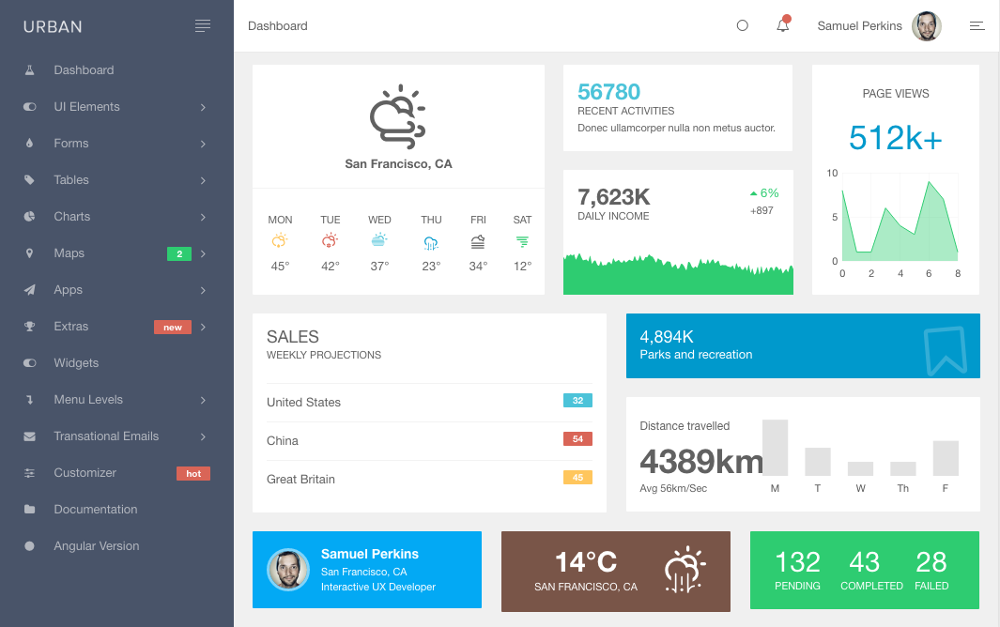 URBAN
Dashboard
UI Elements
Forms
Tables
Charts
Maps 2
Apps
Extras new
Widgets
Menu Levels
Transational Emails
Customizer hot
Documentation
Angular Version
Dashboard
Samuel Perkins
San Francisco, CA
MON TUE WED THU FRI SAT
45° 42° 37° 23° 34° 12°
56780
RECENT ACTIVITIES
Donec ullamcorper nulla non metus auctor.
7,623K 6%
DAILY INCOME +897
PAGE VIEWS
512k+
10
5
0
0 2 4 6 8
SALES
WEEKLY PROJECTIONS
United States 32
China 54
Great Britain 45
4,894K
Parks and recreation
Distance travelled
4389km
Avg 56km/Sec
M T W Th F
Samuel Perkins
San Francisco, CA
Interactive UX Developer
14°C
SAN FRANCISCO, CA
132 43 28
PENDING COMPLETED FAILED